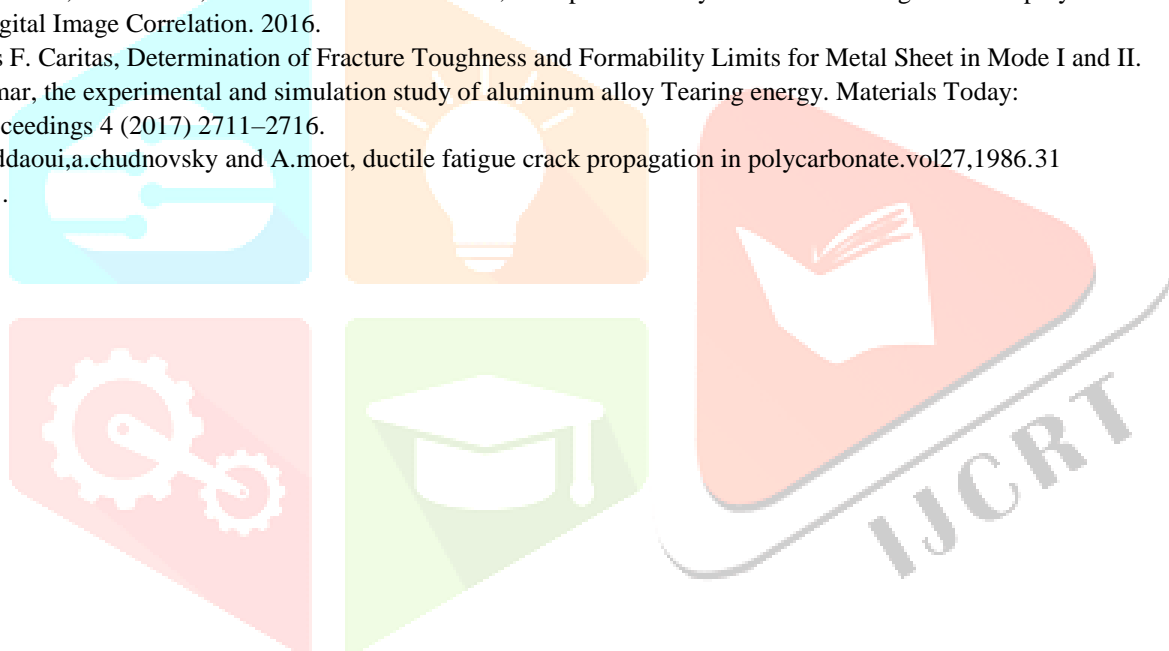 gital Image Correlation. 2016.
s F. Caritas, Determination of Fracture Toughness and Formability Limits for Metal Sheet in Mode I and II.
mar, the experimental and simulation study of aluminum alloy Tearing energy. Materials Today:
ceedings 4 (2017) 2711–2716.
ddaoui,a.chudnovsky and A.moet, ductile fatigue crack propagation in polycarbonate.vol27,1986.31
.
IJCRT